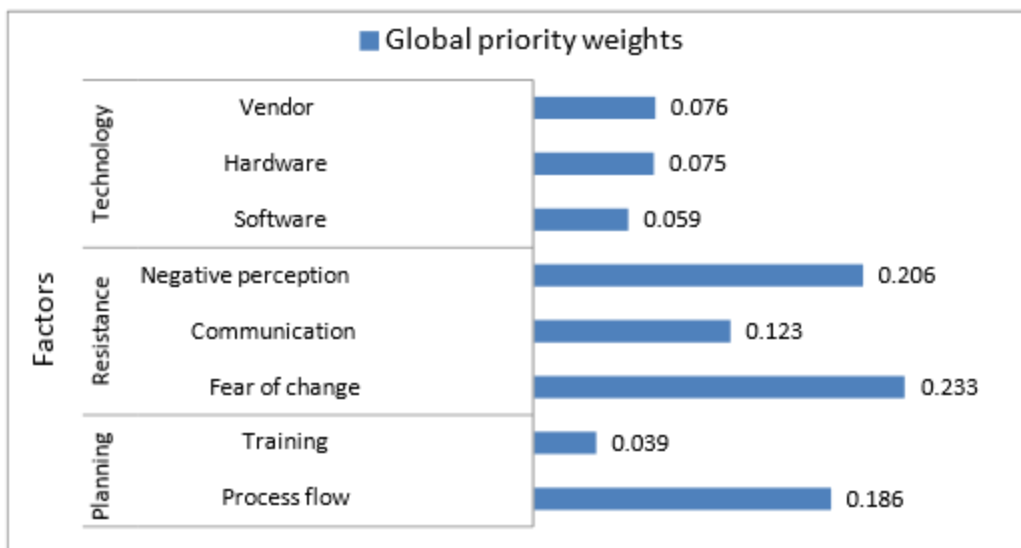 Global priority weights
Factors
Technology
Vendor 0.076
Hardware 0.075
Software 0.059
Resistance
Negative perception 0.206
Communication 0.123
Fear of change 0.233
Planning
Training 0.039
Process flow 0.186